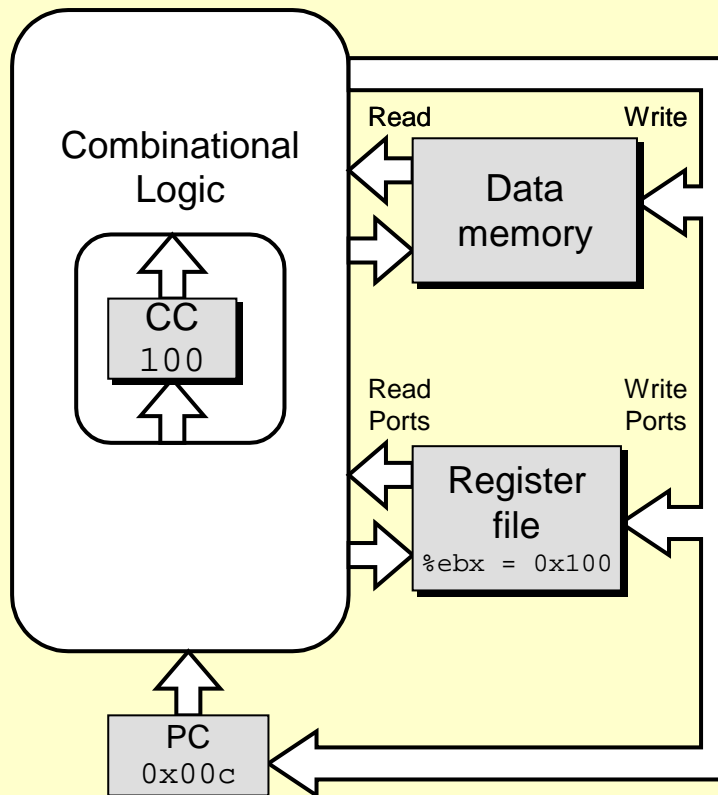 Combinational
Logic
CC
100
Read
Write
Data
memory
Read
Ports
Write
Ports
Register
file
%ebx = 0x100
PC
0x00c